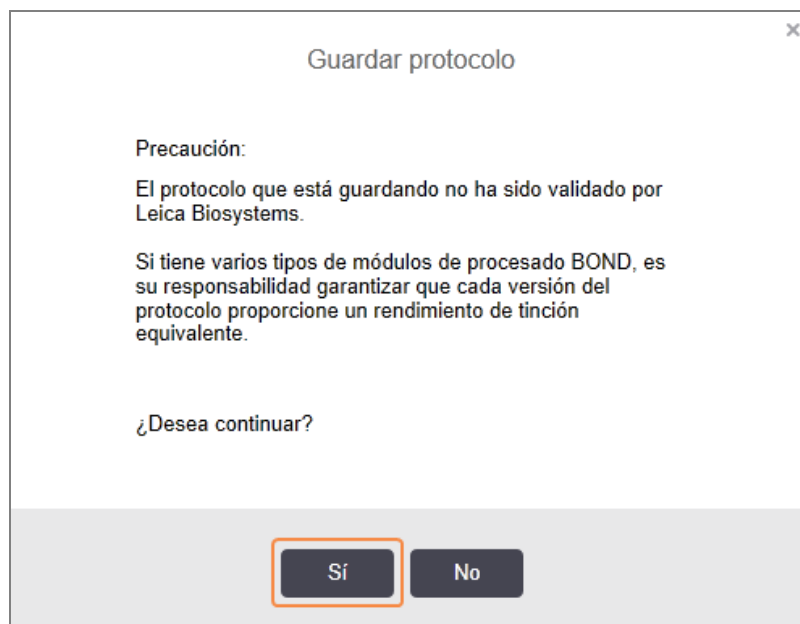 Guardar protocolo
Precaución:
El protocolo que está guardando no ha sido validado por
Leica Biosystems.
Si tiene varios tipos de módulos de procesado BOND, es
su responsabilidad garantizar que cada versión del
protocolo proporcione un rendimiento de tinción
equivalente.
¿Desea continuar?
Sí No